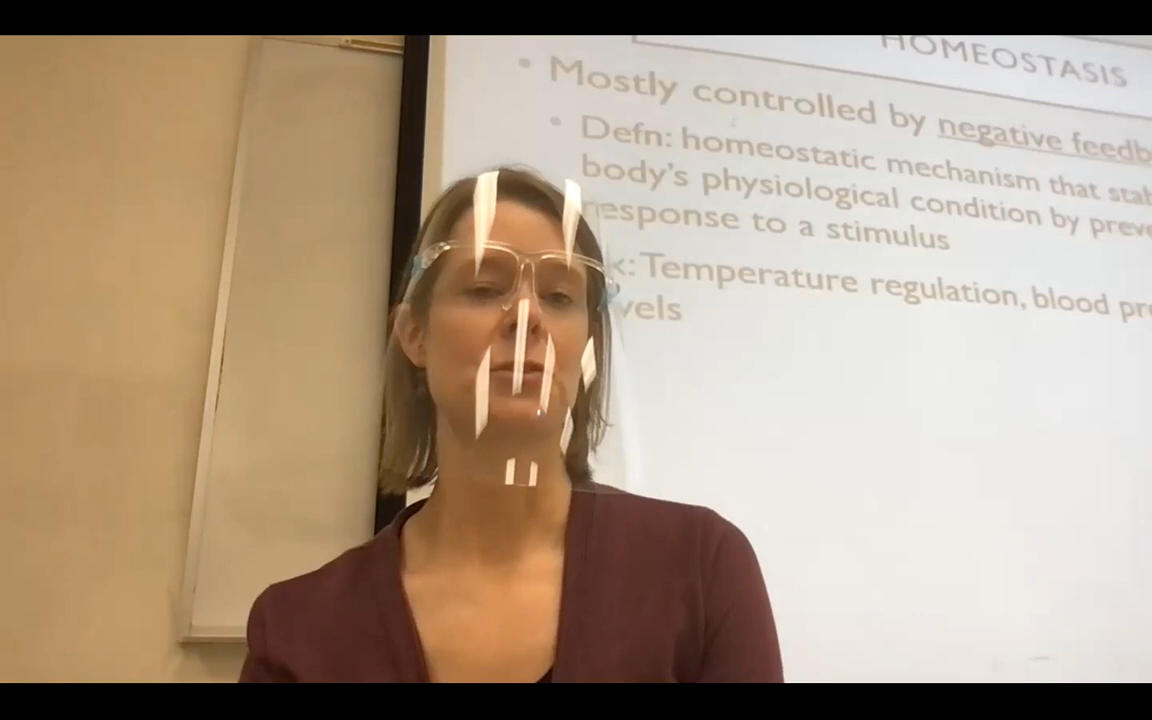 HOMEOSTASIS
• Mostly controlled by negative feedb
• Defn: homeostatic mechanism that stab
body's physiological condition by preve
response to a stimulus
: Temperature regulation, blood pre
vels